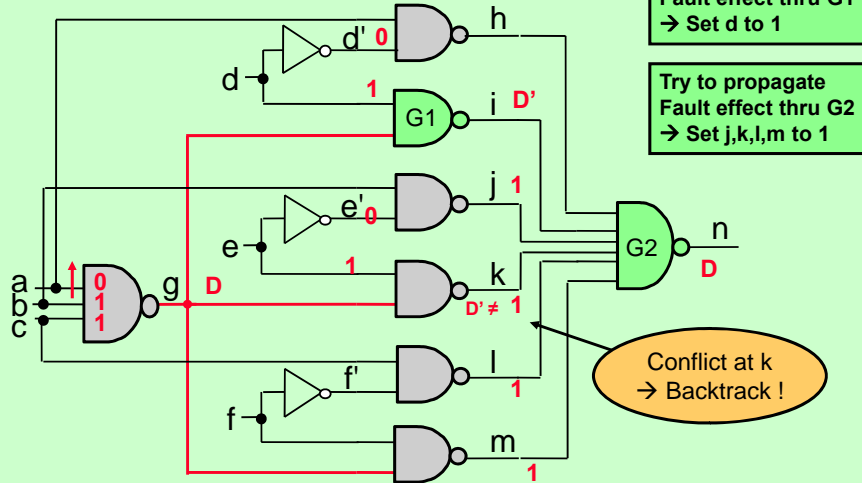 Fault effect thru G1
→ Set d to 1
Try to propagate
Fault effect thru G2
→ Set j,k,l,m to 1
h
d' 0
d
1
G1
i D’
j 1
e' 0
e
1
k
D' ≠ 1
G2
n
D
a
b
c
0
1
1
g D
l
1
f'
f
m
1
Conflict at k
→ Backtrack !